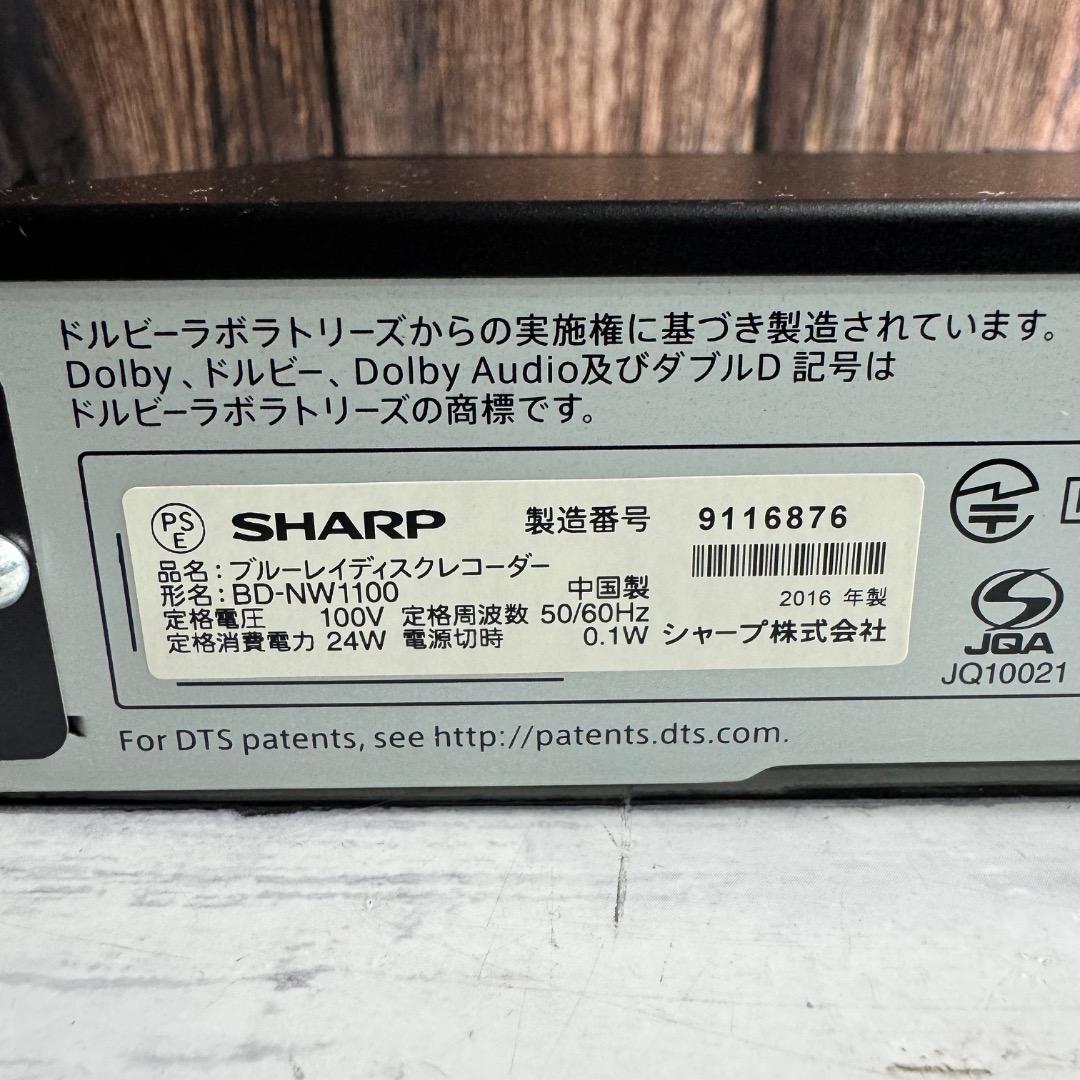 ドルビーラボラトリーズからの実施権に基づき製造されています。
Dolby、ドルビー、Dolby Audio及びダブルD 記号は
ドルビーラボラトリーズの商標です。
PS
E
SHARP 製造番号 9116876
品名:ブルーレイディスクレコーダー
形名:BD-NW1100 中国製 2016 年製
定格電圧 100V 定格周波数 50/60Hz
定格消費電力 24W 電源切時 0.1W シャープ株式会社
JQA
JQ10021
For DTS patents, see http://patents.dts.com.